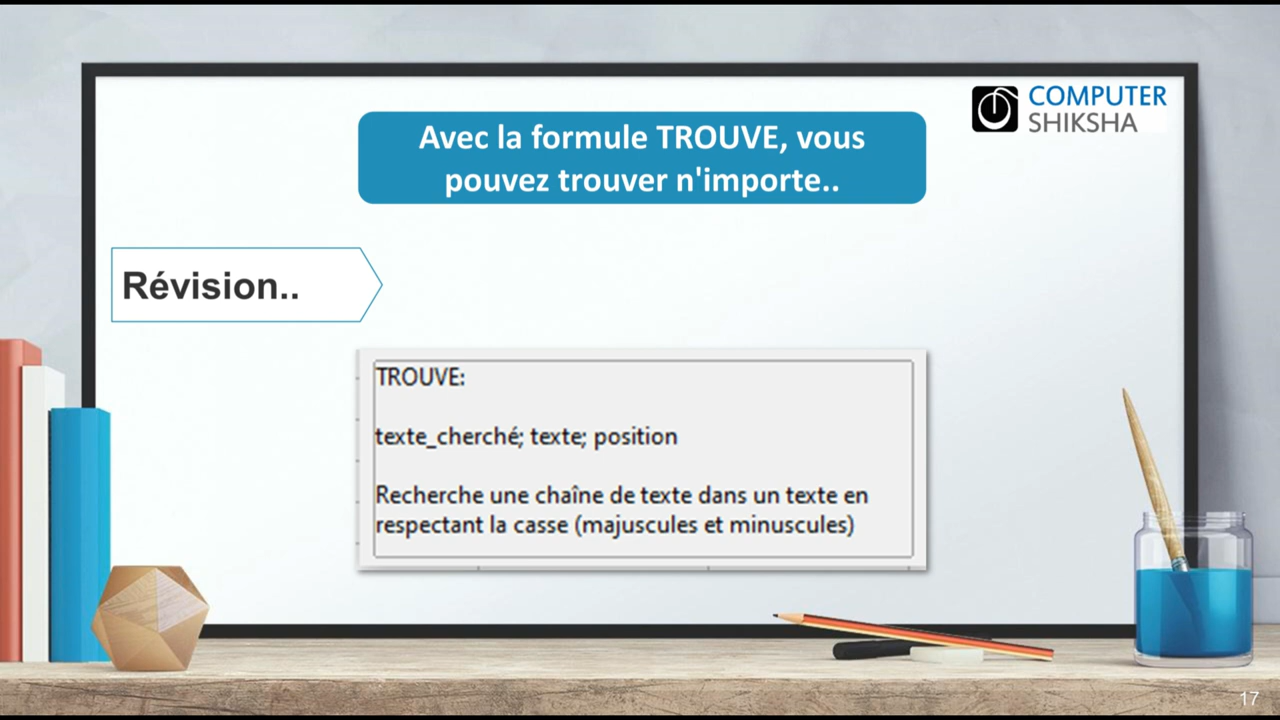 COMPUTER
SHIKSHA
Avec la formule TROUVE, vous
pouvez trouver n'importe..
Révision..
TROUVE:
texte_cherché; texte; position
Recherche une chaîne de texte dans un texte en
respectant la casse (majuscules et minuscules)
17